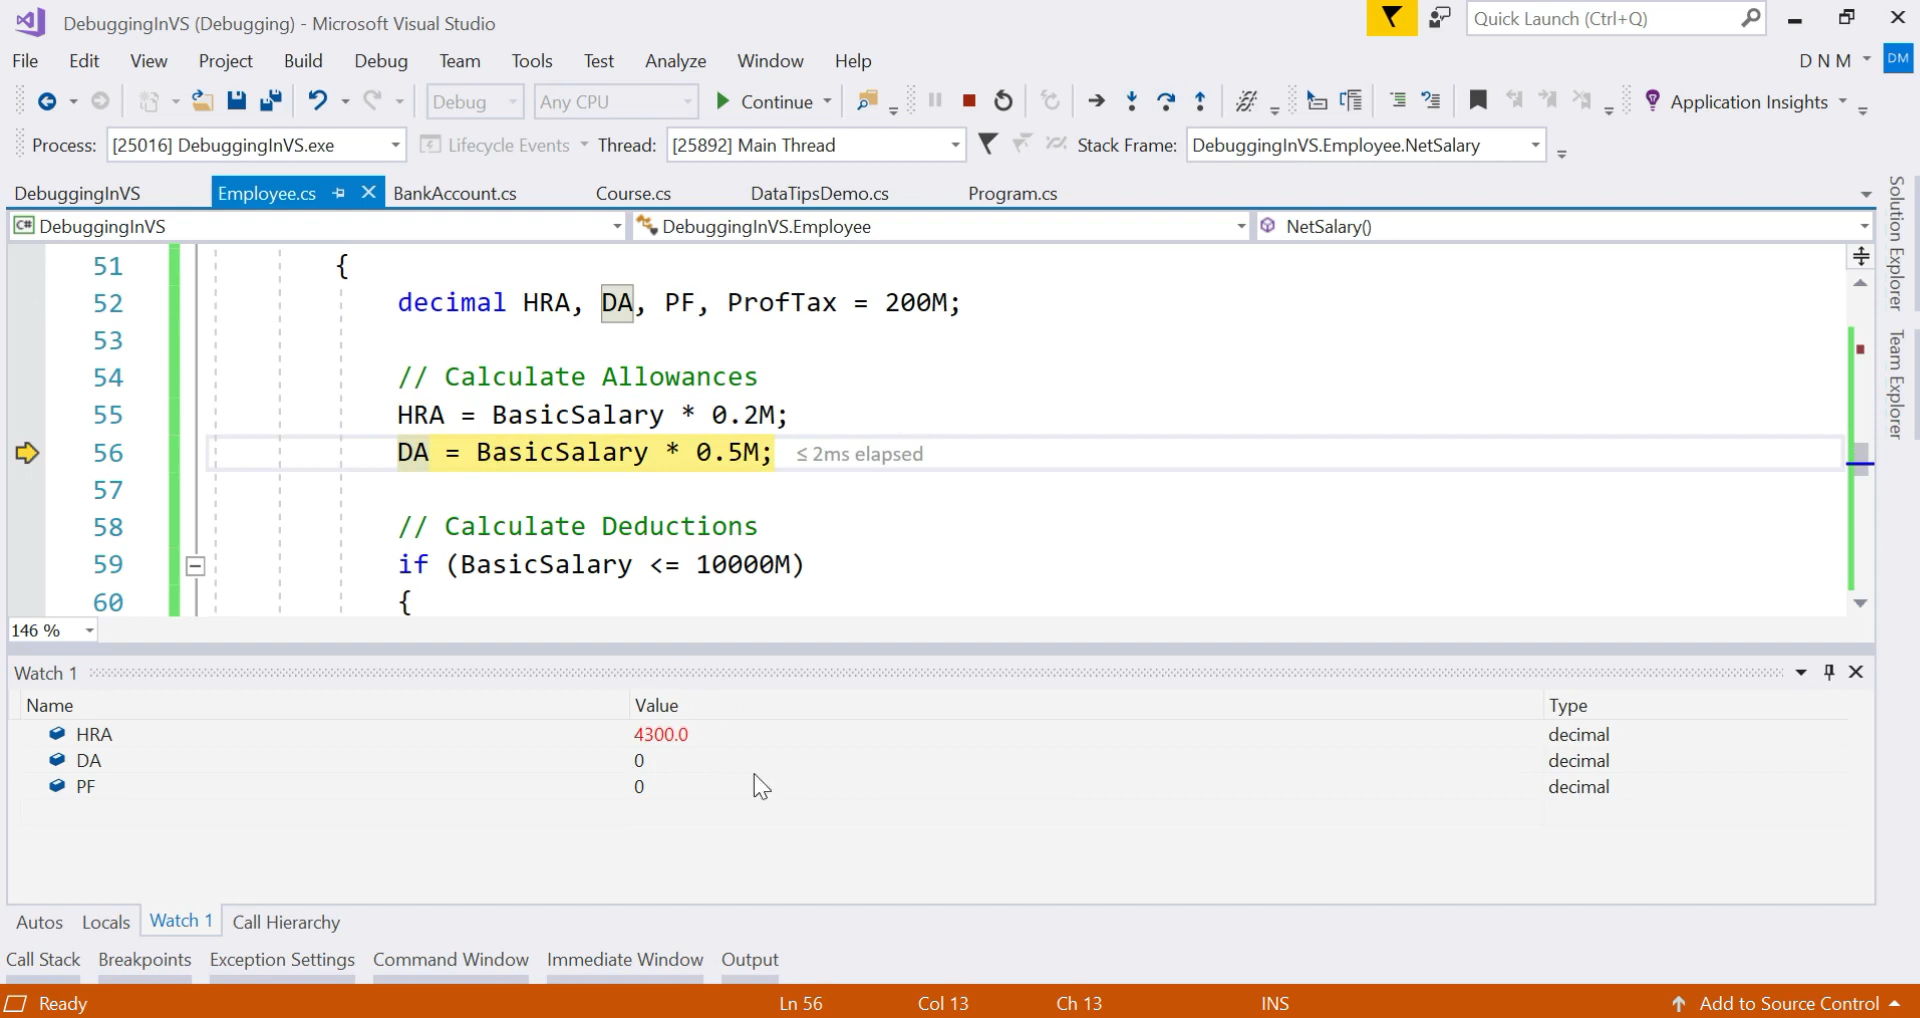 DebuggingInVS (Debugging) - Microsoft Visual Studio
Quick Launch (Ctrl+Q)
File Edit View Project Build Debug Team Tools Test Analyze Window Help
D N M DM
Debug Any CPU Continue Application Insights
Process: [25016] DebuggingInVS.exe Lifecycle Events Thread: [25892] Main Thread Stack Frame: DebuggingInVS.Employee.NetSalary
DebuggingInVS Employee.cs BankAccount.cs Course.cs DataTipsDemo.cs Program.cs
C# DebuggingInVS DebuggingInVS.Employee NetSalary()
Solution Explorer
Team Explorer
51 {
52 decimal HRA, DA, PF, ProfTax = 200M;
53
54 // Calculate Allowances
55 HRA = BasicSalary * 0.2M;
56 DA = BasicSalary * 0.5M; ≤ 2ms elapsed
57
58 // Calculate Deductions
59 if (BasicSalary <= 10000M)
60 {
146 %
Watch 1
Name Value Type
HRA 4300.0 decimal
DA 0 decimal
PF 0 decimal
Autos Locals Watch 1 Call Hierarchy
Call Stack Breakpoints Exception Settings Command Window Immediate Window Output
Ready Ln 56 Col 13 Ch 13 INS Add to Source Control